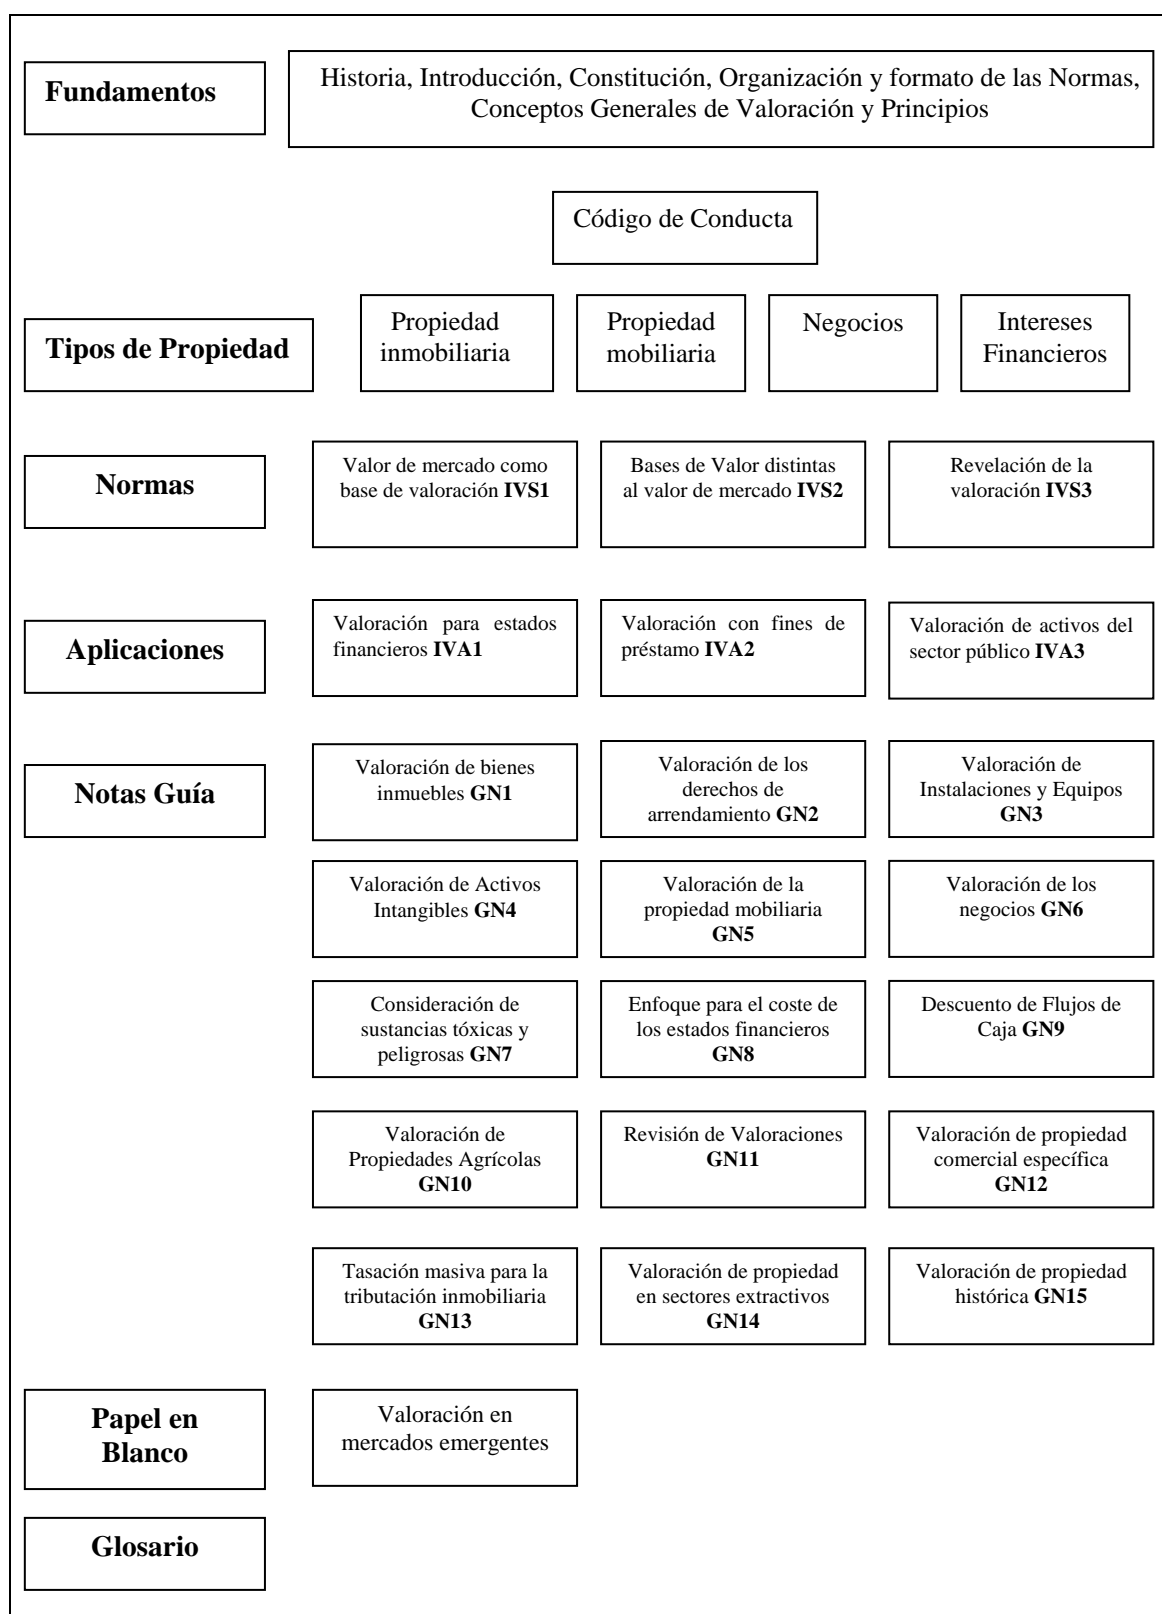 Fundamentos
Historia, Introducción, Constitución, Organización y formato de las Normas,
Conceptos Generales de Valoración y Principios
Código de Conducta
Tipos de Propiedad
Propiedad
inmobiliaria
Propiedad
mobiliaria
Negocios
Intereses
Financieros
Normas
Valor de mercado como
base de valoración IVS1
Bases de Valor distintas
al valor de mercado IVS2
Revelación de la
valoración IVS3
Aplicaciones
Valoración para estados
financieros IVA1
Valoración con fines de
préstamo IVA2
Valoración de activos del
sector público IVA3
Notas Guía
Valoración de bienes
inmuebles GN1
Valoración de los
derechos de
arrendamiento GN2
Valoración de
Instalaciones y Equipos
GN3
Valoración de Activos
Intangibles GN4
Valoración de la
propiedad mobiliaria
GN5
Valoración de los
negocios GN6
Consideración de
sustancias tóxicas y
peligrosas GN7
Enfoque para el coste de
los estados financieros
GN8
Descuento de Flujos de
Caja GN9
Valoración de
Propiedades Agrícolas
GN10
Revisión de Valoraciones
GN11
Valoración de propiedad
comercial específica
GN12
Tasación masiva para la
tributación inmobiliaria
GN13
Valoración de propiedad
en sectores extractivos
GN14
Valoración de propiedad
histórica GN15
Papel en
Blanco
Valoración en
mercados emergentes
Glosario